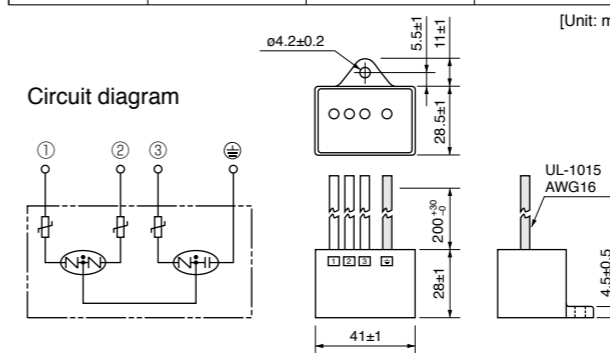 [Unit: m
ø4.2±0.2
5.5±1
11±1
28.5±1
Circuit diagram
① ② ③
UL-1015
AWG16
200 +30 -0
1 2 3
28±1
4.5±0.5
41±1